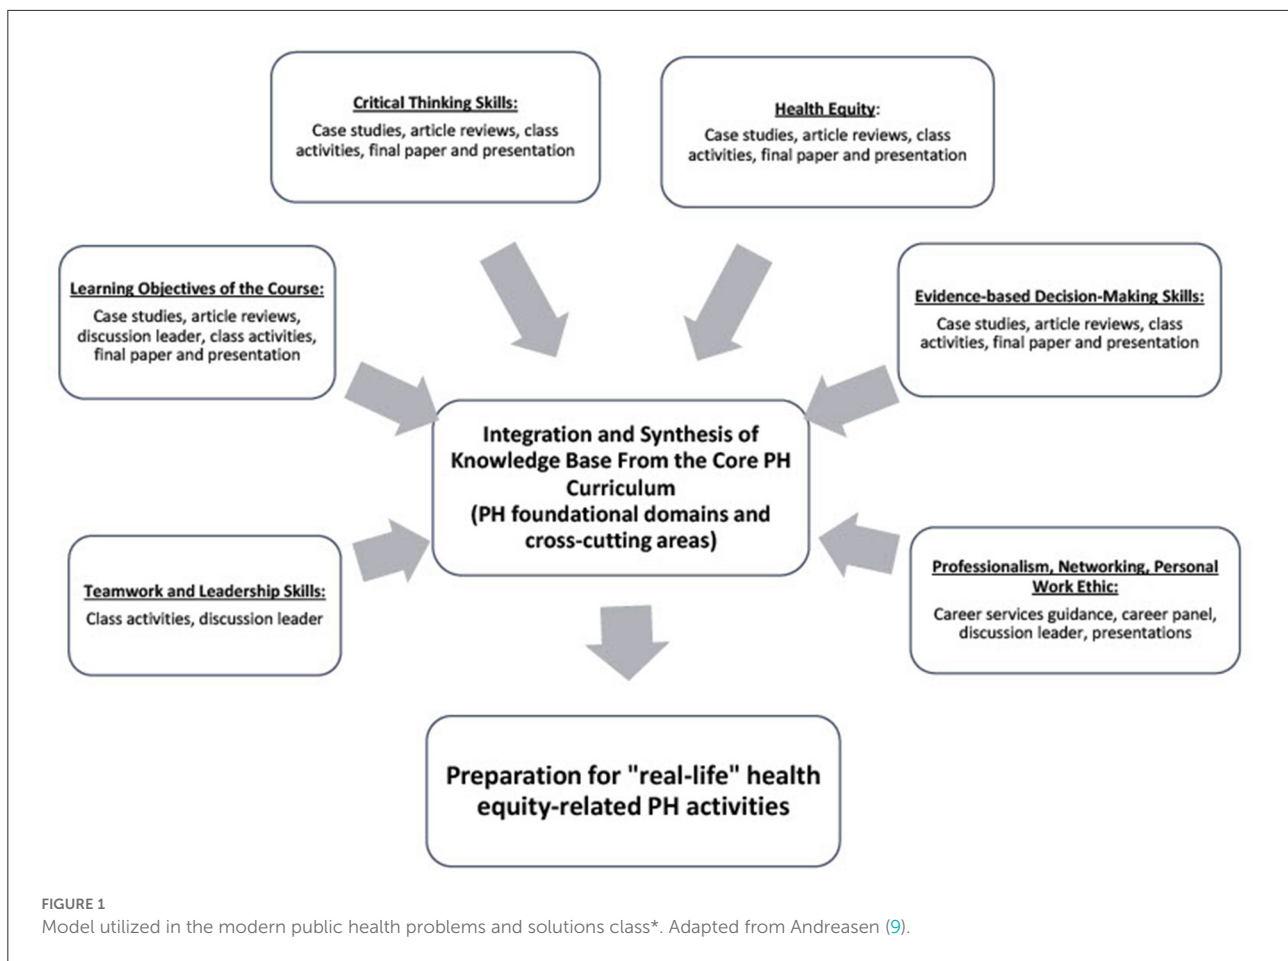 Critical Thinking Skills:
Case studies, article reviews, class
activities, final paper and presentation
Health Equity:
Case studies, article reviews, class
activities, final paper and presentation
Learning Objectives of the Course:
Case studies, article reviews,
discussion leader, class activities,
final paper and presentation
Evidence-based Decision-Making Skills:
Case studies, article reviews, class
activities, final paper and presentation
Integration and Synthesis of
Knowledge Base From the Core PH
Curriculum
(PH foundational domains and
cross-cutting areas)
Teamwork and Leadership Skills:
Class activities, discussion leader
Professionalism, Networking, Personal
Work Ethic:
Career services guidance, career panel,
discussion leader, presentations
Preparation for "real-life" health
equity-related PH activities
FIGURE 1
Model utilized in the modern public health problems and solutions class*. Adapted from Andreasen (9).